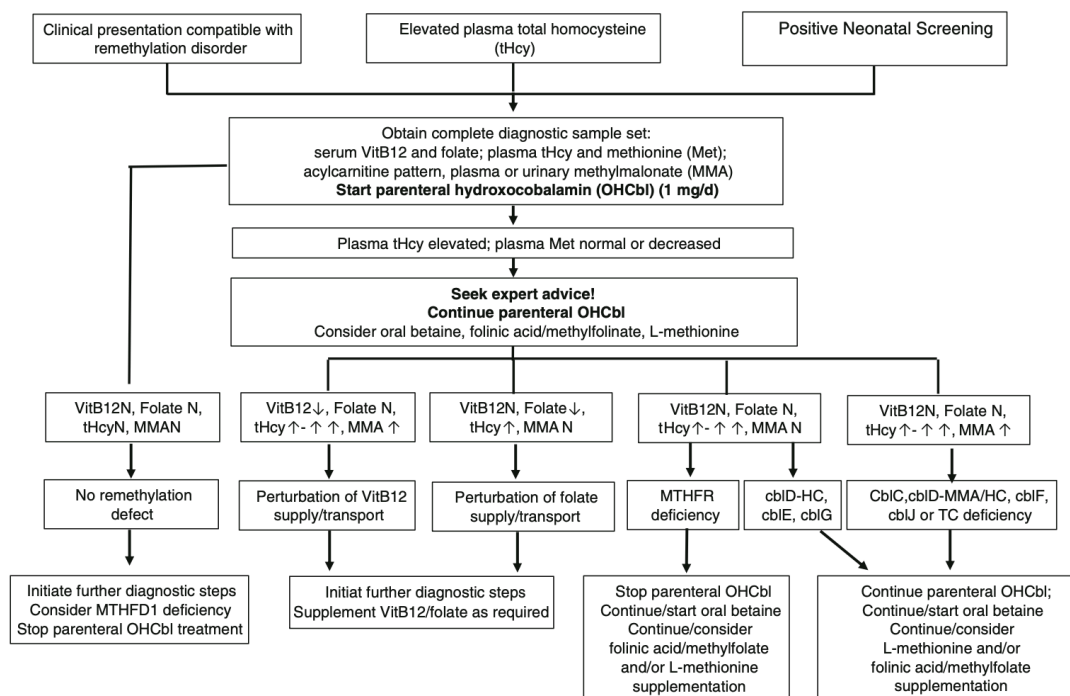 Clinical presentation compatible with
remethylation disorder
Elevated plasma total homocysteine
(tHcy)
Positive Neonatal Screening
Obtain complete diagnostic sample set:
serum VitB12 and folate; plasma tHcy and methionine (Met);
acylcarnitine pattern, plasma or urinary methylmalonate (MMA)
Start parenteral hydroxocobalamin (OHCbl) (1 mg/d)
Plasma tHcy elevated; plasma Met normal or decreased
Seek expert advice!
Continue parenteral OHCbl
Consider oral betaine, folinic acid/methylfolinate, L-methionine
VitB12N, Folate N,
tHcyN, MMAN
VitB12↓, Folate N,
tHcy↑-↑↑, MMA ↑
VitB12N, Folate↓,
tHcy↑, MMA N
VitB12N, Folate N,
tHcy↑-↑↑, MMA N
VitB12N, Folate N,
tHcy↑-↑↑, MMA ↑
No remethylation
defect
Perturbation of VitB12
supply/transport
Perturbation of folate
supply/transport
MTHFR
deficiency
cblD-HC,
cblE, cblG
CblC,cblD-MMA/HC, cblF,
cblJ or TC deficiency
Initiate further diagnostic steps
Consider MTHFD1 deficiency
Stop parenteral OHCbl treatment
Initiat further diagnostic steps
Supplement VitB12/folate as required
Stop parenteral OHCbl
Continue/start oral betaine
Continue/consider
folinic acid/methylfolate
and/or L-methionine
supplementation
Continue parenteral OHCbl;
Continue/start oral betaine
Continue/consider
L-methionine and/or
folinic acid/methylfolate
supplementation